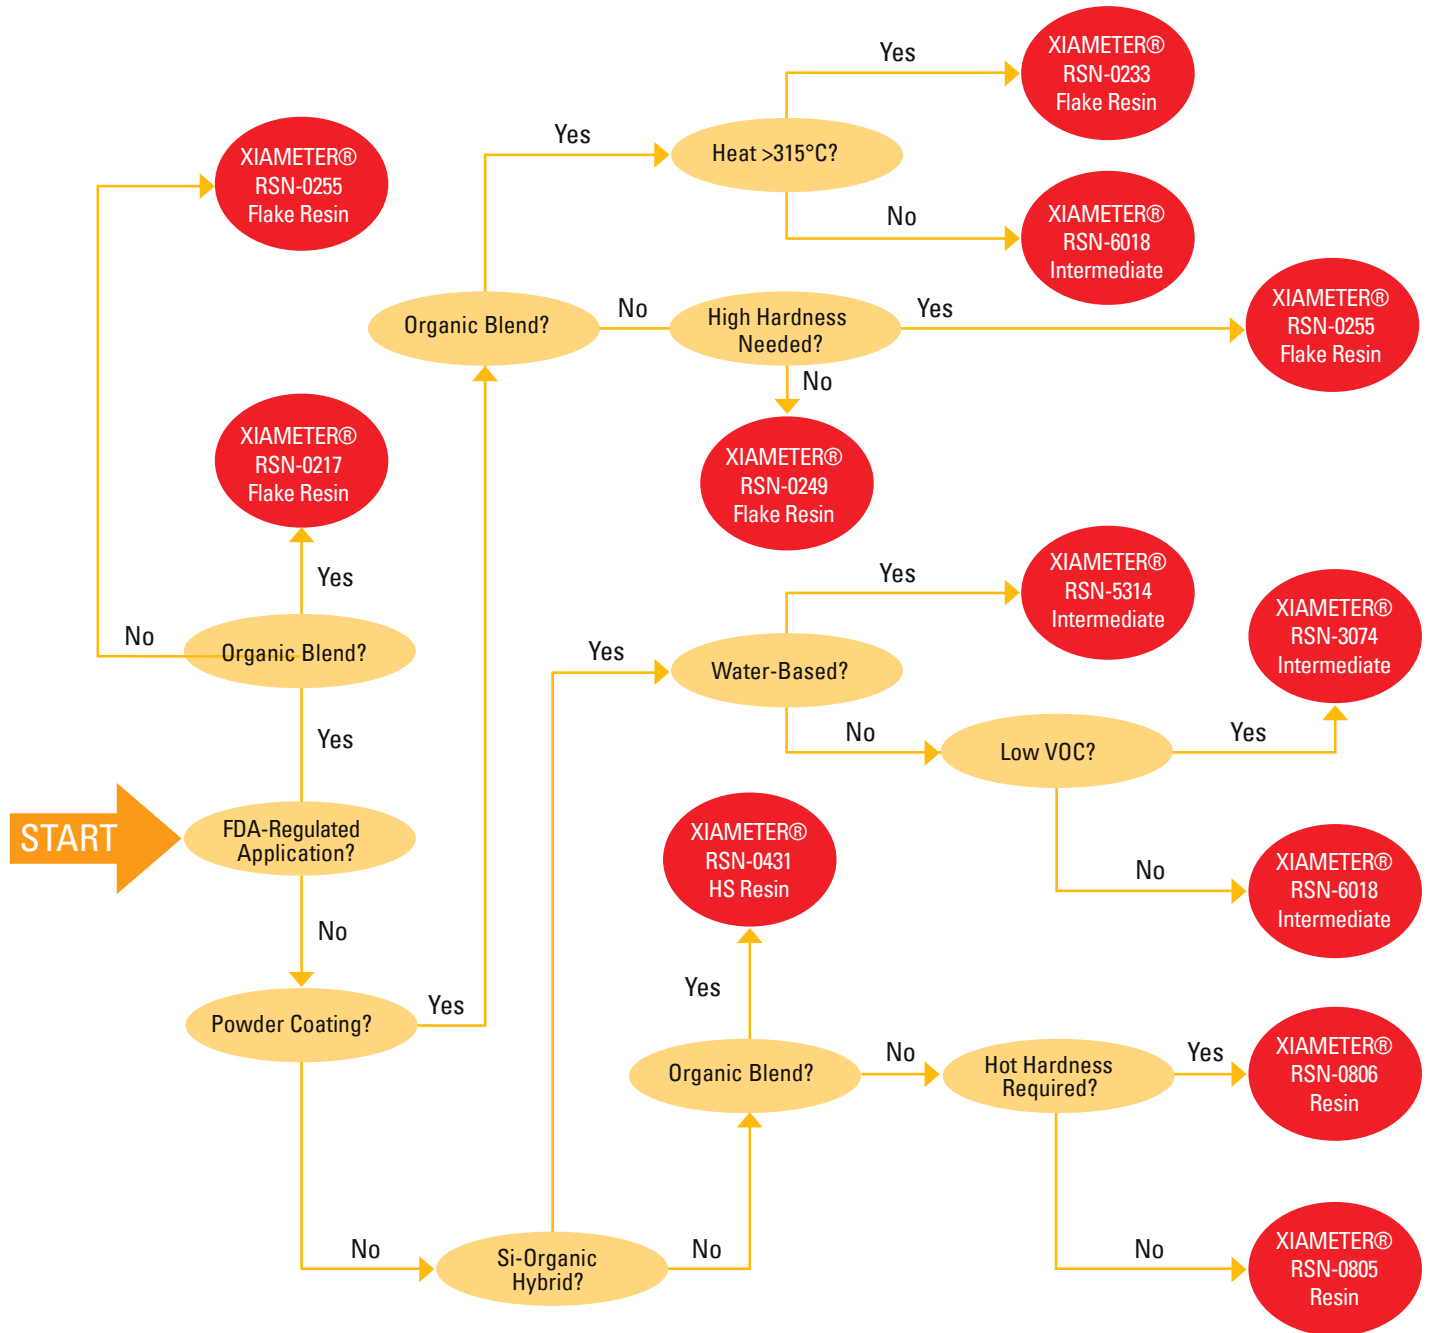 Yes
XIAMETER®
RSN-0233
Flake Resin
Yes
Heat >315°C?
XIAMETER®
RSN-0255
Flake Resin
No
XIAMETER®
RSN-6018
Intermediate
Organic Blend?
No
High Hardness
Needed?
Yes
XIAMETER®
RSN-0255
Flake Resin
No
XIAMETER®
RSN-0217
Flake Resin
XIAMETER®
RSN-0249
Flake Resin
Yes
Yes
XIAMETER®
RSN-5314
Intermediate
XIAMETER®
RSN-3074
Intermediate
No
Organic Blend?
Yes
Water-Based?
Yes
No
Low VOC?
Yes
START
FDA-Regulated
Application?
XIAMETER®
RSN-0431
HS Resin
No
XIAMETER®
RSN-6018
Intermediate
No
Yes
Powder Coating?
Yes
Organic Blend?
No
Hot Hardness
Required?
Yes
XIAMETER®
RSN-0806
Resin
No
Si-Organic
Hybrid?
No
No
XIAMETER®
RSN-0805
Resin